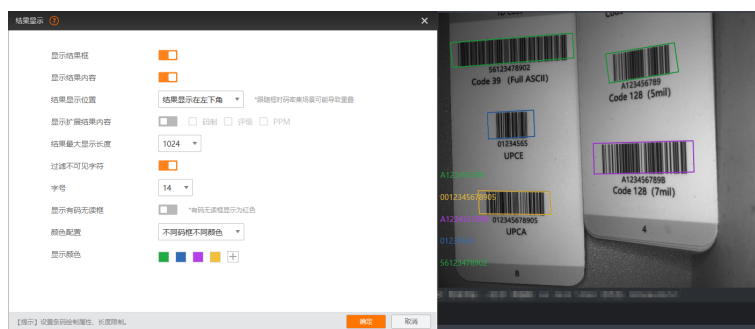 结果显示
显示结果框
显示结果内容
结果显示位置 结果显示在左下角 *跟随框时码密集场景可能导致重叠
显示扩展结果内容 码制 评级 PPM
结果最大显示长度 1024
过滤不可见字符
字号 14
显示有码无读框 *有码无读框显示为红色
颜色配置 不同码框不同颜色
显示颜色
【提示】设置条码绘制属性、长度限制。
确定 取消
56123478902
Code 39 (Full ASCII)
A123456789
Code 128 (5mil)
01234565
UPCE
A123456789B
Code 128 (7mil)
0012345678905
012345678905
UPCA
56123478902
4
8